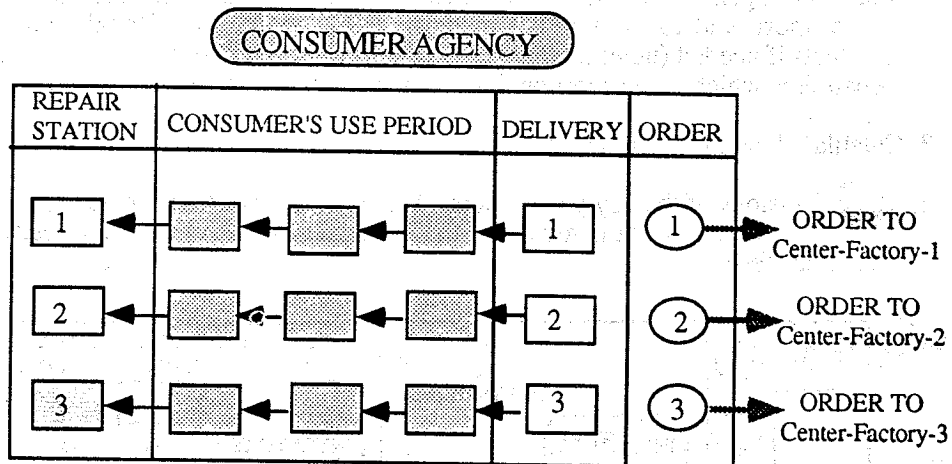 CONSUMER AGENCY
REPAIR
STATION
CONSUMER'S USE PERIOD
DELIVERY
ORDER
1
1
1
ORDER TO
Center-Factory-1
2
2
2
ORDER TO
Center-Factory-2
3
3
3
ORDER TO
Center-Factory-3